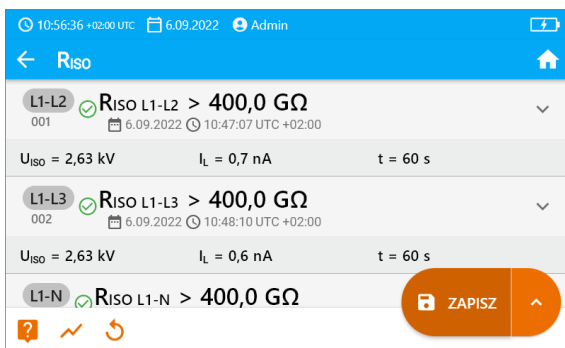 10:56:36 +02:00 UTC 6.09.2022 Admin
RISO
L1-L2 RISO L1-L2 > 400,0 GΩ
001 6.09.2022 10:47:07 UTC +02:00
UISO = 2,63 kV IL = 0,7 nA t = 60 s
L1-L3 RISO L1-L3 > 400,0 GΩ
002 6.09.2022 10:48:10 UTC +02:00
UISO = 2,63 kV IL = 0,6 nA t = 60 s
L1-N RISO L1-N > 400,0 GΩ
ZAPISZ